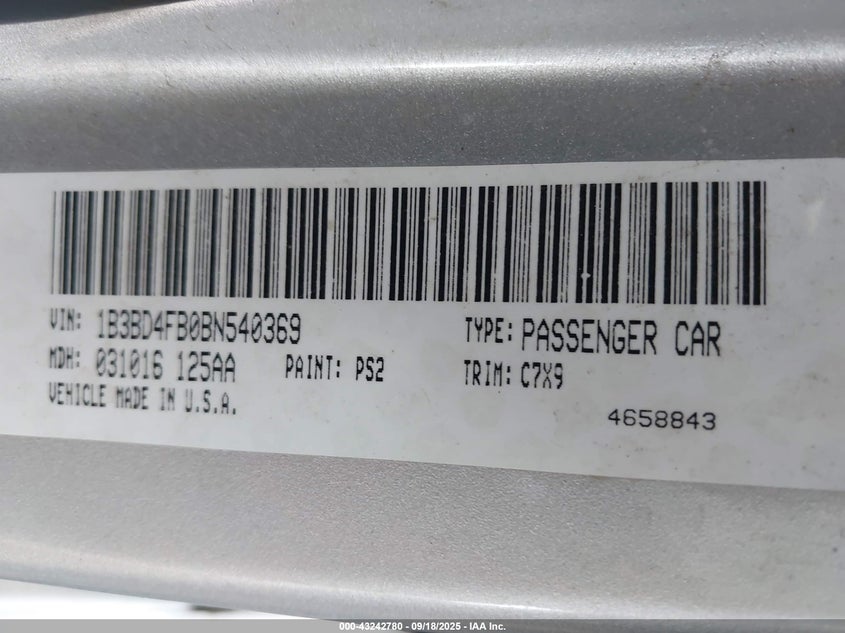 VIN: 1B3BD4FB0BN540369 TYPE: PASSENGER CAR
MDH: 031016 125AA PAINT: PS2 TRIM: C7X9
VEHICLE MADE IN U.S.A.
4658843
000-43242780 - 09/18/2025 - IAA Inc.